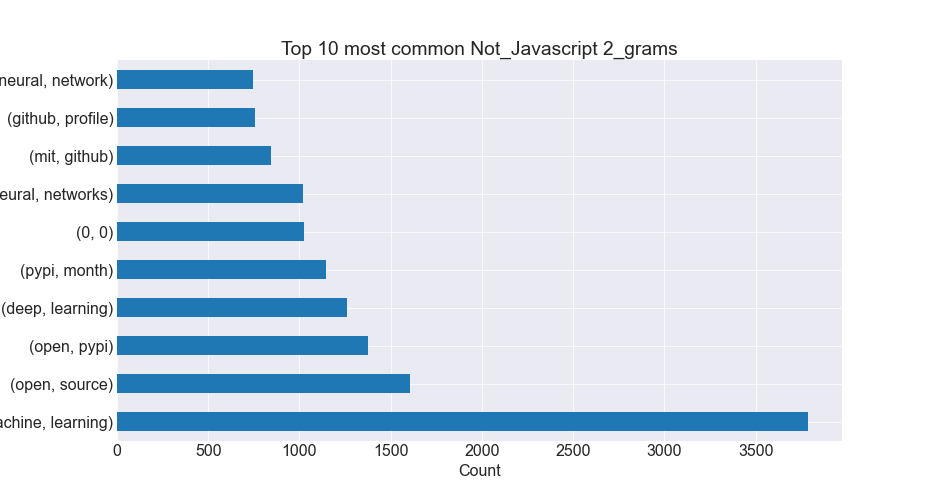 Top 10 most common Not_Javascript 2_grams
neural, network)
(github, profile)
(mit, github)
eural, networks)
(0, 0)
(pypi, month)
(deep, learning)
(open, pypi)
(open, source)
achine, learning)
0 500 1000 1500 2000 2500 3000 3500
Count